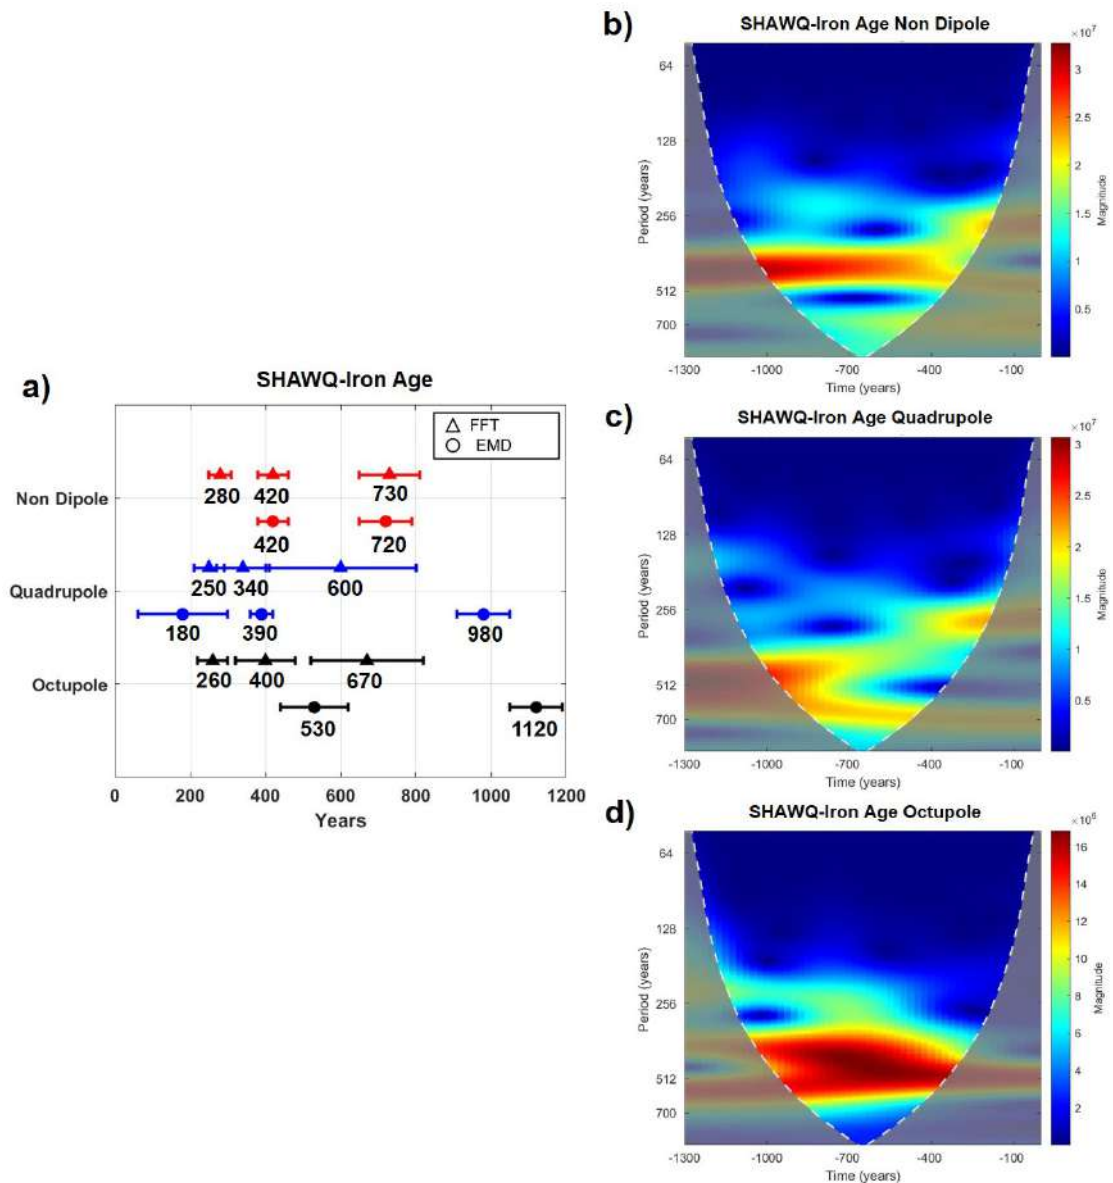 a)
SHAWQ-Iron Age
FFT
EMD
Non Dipole
280 420 730
420 720
Quadrupole
250 340 600
180 390 980
Octupole
260 400 670
530 1120
0 200 400 600 800 1000 1200
Years
b)
SHAWQ-Iron Age Non Dipole
×10⁷
64
128
256
512
700
Period (years)
-1300 -1000 -700 -400 -100
Time (years)
3
2.5
2
1.5
1
0.5
Magnitude
c)
SHAWQ-Iron Age Quadrupole
×10⁷
64
128
256
512
700
Period (years)
-1300 -1000 -700 -400 -100
Time (years)
3
2.5
2
1.5
1
0.5
Magnitude
d)
SHAWQ-Iron Age Octupole
×10⁶
64
128
256
512
700
Period (years)
-1300 -1000 -700 -400 -100
Time (years)
16
14
12
10
8
6
4
2
Magnitude